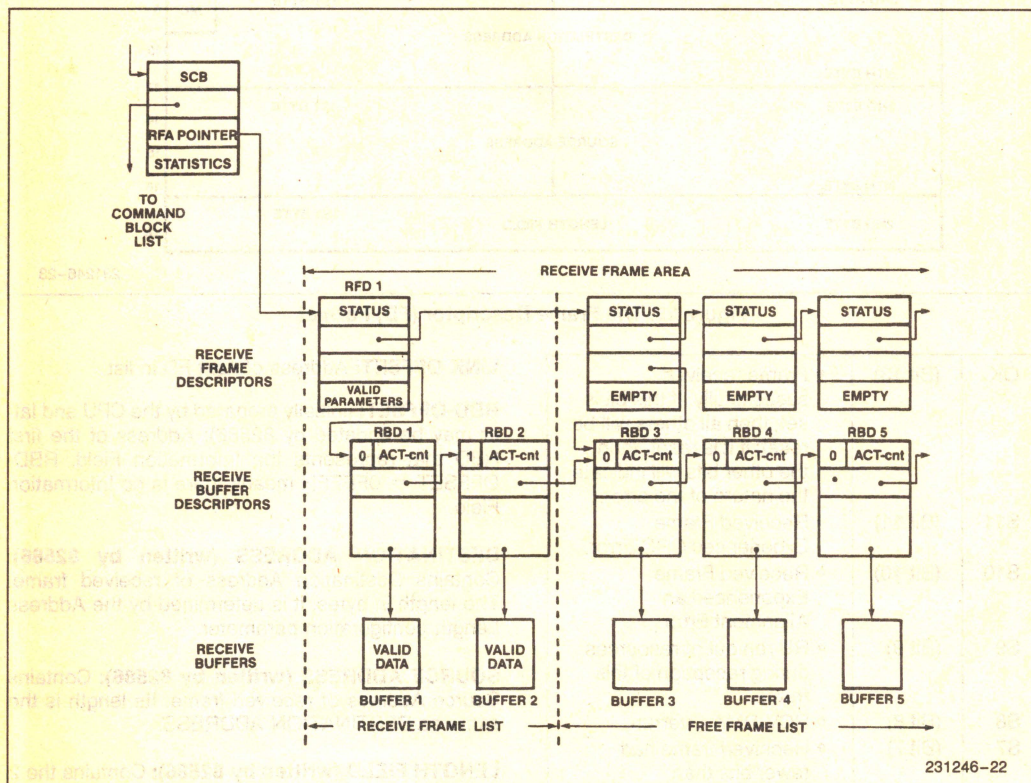 SCB
RFA POINTER
STATISTICS
TO
COMMAND
BLOCK
LIST
RECEIVE FRAME AREA
RFD 1
STATUS
STATUS
STATUS
STATUS
RECEIVE
FRAME
DESCRIPTORS
VALID
PARAMETERS
EMPTY
EMPTY
EMPTY
RBD 1
RBD 2
RBD 3
RBD 4
RBD 5
0 ACT-cnt
1 ACT-cnt
0 ACT-cnt
0 ACT-cnt
0 ACT-cnt
RECEIVE
BUFFER
DESCRIPTORS
RECEIVE
BUFFERS
VALID
DATA
VALID
DATA
BUFFER 1
BUFFER 2
BUFFER 3
BUFFER 4
BUFFER 5
RECEIVE FRAME LIST
FREE FRAME LIST
231246-22